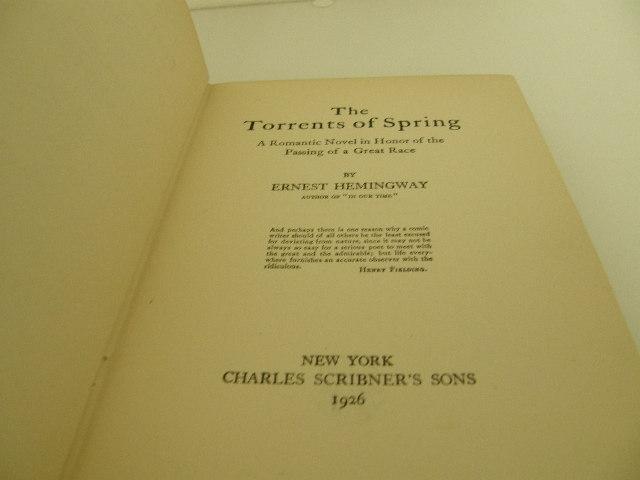 The
Torrents of Spring
A Romantic Novel in Honor of the
Passing of a Great Race
BY
ERNEST HEMINGWAY
AUTHOR OF "IN OUR TIME"
And perhaps there is one reason why a comic
writer should of all others be the least excused
for deviating from nature, since it may not be
always so easy for a serious poet to meet with
the great and the admirable; but life every-
where furnishes an accurate observer with the
ridiculous. HENRY FIELDING.
NEW YORK
CHARLES SCRIBNER'S SONS
1926